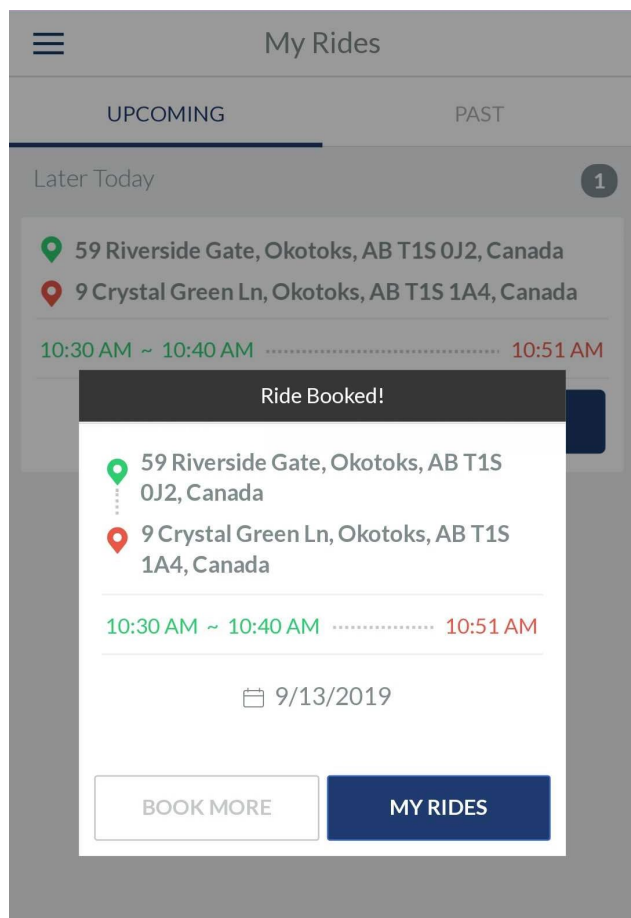 My Rides
UPCOMING PAST
Later Today 1
59 Riverside Gate, Okotoks, AB T1S 0J2, Canada
9 Crystal Green Ln, Okotoks, AB T1S 1A4, Canada
10:30 AM ~ 10:40 AM 10:51 AM
Ride Booked!
59 Riverside Gate, Okotoks, AB T1S
0J2, Canada
9 Crystal Green Ln, Okotoks, AB T1S
1A4, Canada
10:30 AM ~ 10:40 AM 10:51 AM
9/13/2019
BOOK MORE MY RIDES